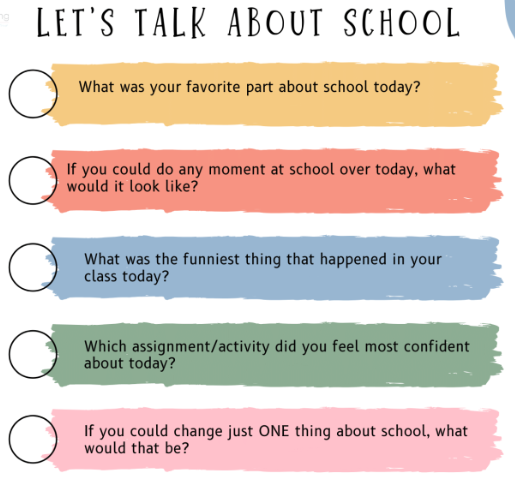 LET'S TALK ABOUT SCHOOL
What was your favorite part about school today?
If you could do any moment at school over today, what
would it look like?
What was the funniest thing that happened in your
class today?
Which assignment/activity did you feel most confident
about today?
If you could change just ONE thing about school, what
would that be?